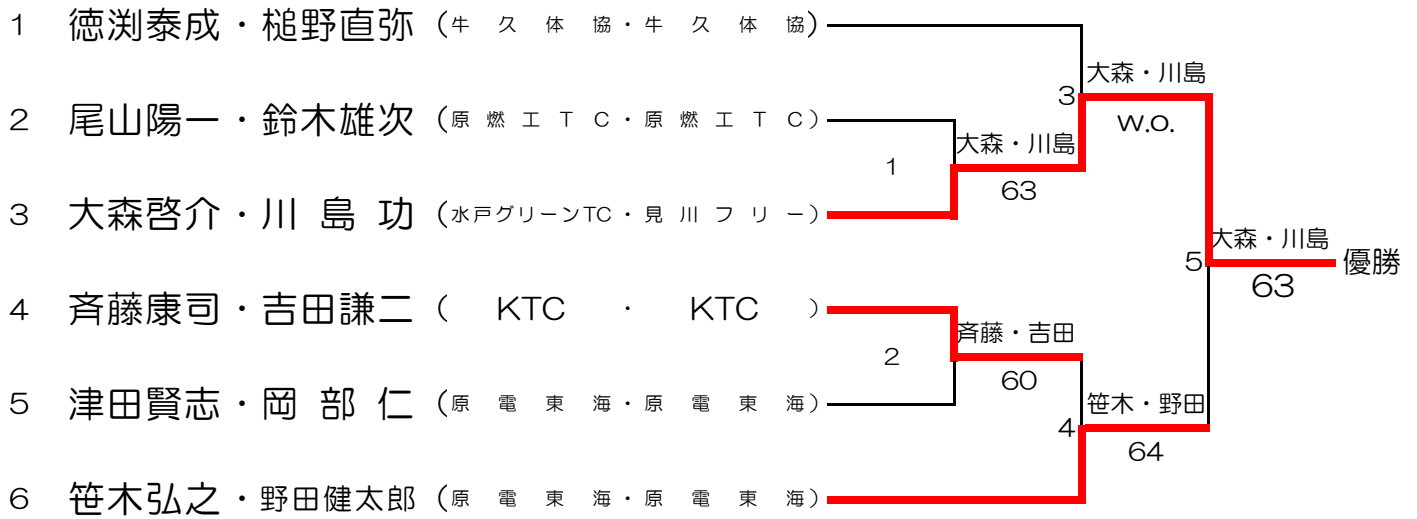 1 徳渕泰成・槌野直弥 (牛久体協・牛久体協)
大森・川島
3
W.O.
2 尾山陽一・鈴木雄次 (原燃工TC・原燃工TC)
大森・川島
1
63
3 大森啓介・川島功 (水戸グリーンTC・見川フリー)
大森・川島
5
優勝
63
4 斉藤康司・吉田謙二 (KTC・KTC)
斉藤・吉田
2
60
5 津田賢志・岡部仁 (原電東海・原電東海)
笹木・野田
4
64
6 笹木弘之・野田健太郎 (原電東海・原電東海)